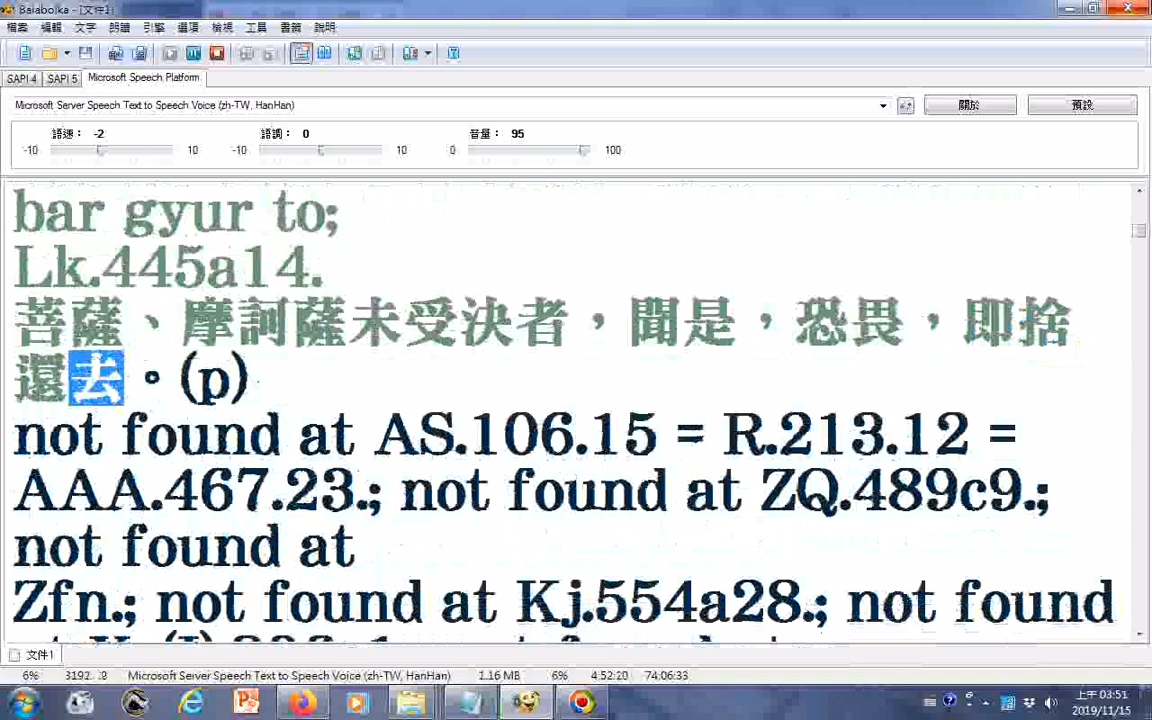 Balabolka - [文件1]
檔案 編輯 文字 朗讀 引擎 選項 檢視 工具 書籤 說明
SAPI 4 SAPI 5 Microsoft Speech Platform
Microsoft Server Speech Text to Speech Voice (zh-TW, HanHan) 關於 預設
語速： -2 語調： 0 音量： 95
-10 10 -10 10 0 100
bar gyur to;
Lk.445a14.
菩薩、摩訶薩未受決者，聞是，恐畏，即捨
還去。(p)
not found at AS.106.15 = R.213.12 =
AAA.467.23.; not found at ZQ.489c9.;
not found at
Zfn.; not found at Kj.554a28.; not found
文件1
6% Microsoft Server Speech Text to Speech Voice (zh-TW, HanHan) 1.16 MB 6% 4:52:20 74:06:33
上午 03:51
2019/11/15